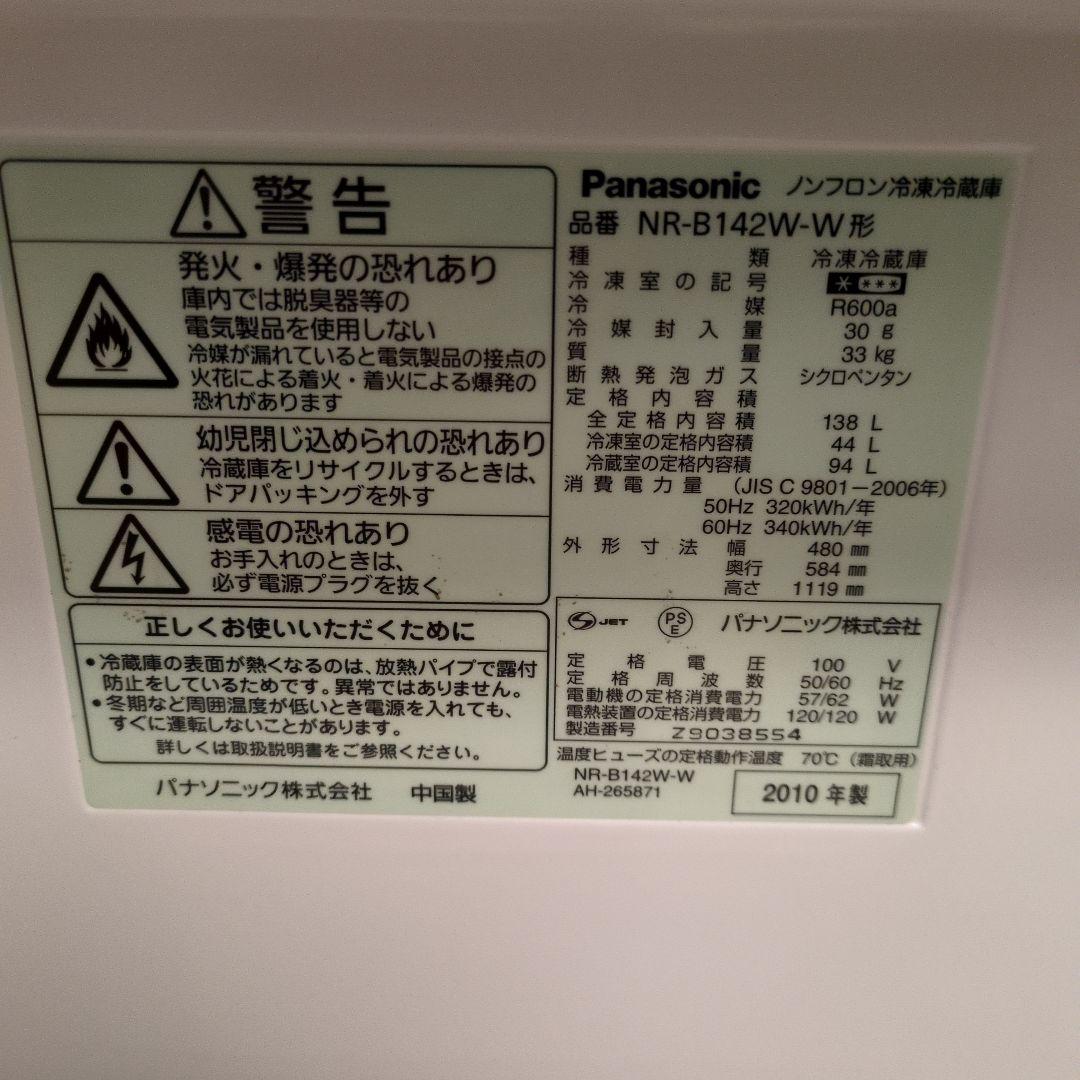 警告
発火・爆発の恐れあり
庫内では脱臭器等の
電気製品を使用しない
冷媒が漏れていると電気製品の接点の
火花による着火・着火による爆発の
恐れがあります
幼児閉じ込められの恐れあり
冷蔵庫をリサイクルするときは、
ドアパッキングを外す
感電の恐れあり
お手入れのときは、
必ず電源プラグを抜く
正しくお使いいただくために
•冷蔵庫の表面が熱くなるのは、放熱パイプで露付
防止をしているためです。異常ではありません。
•冬期など周囲温度が低いとき電源を入れても、
すぐに運転しないことがあります。
詳しくは取扱説明書をご参照ください。
パナソニック株式会社 中国製
Panasonic ノンフロン冷凍冷蔵庫
品番 NR-B142W-W形
種類 冷凍冷蔵庫
冷凍室の記号 * ***
冷媒 R600a
冷媒封入量 30 g
質量 33 kg
断熱発泡ガス シクロペンタン
定格内容積
全定格内容積 138 L
冷凍室の定格内容積 44 L
冷蔵室の定格内容積 94 L
消費電力量 (JIS C 9801-2006年)
50Hz 320kWh/年
60Hz 340kWh/年
外形寸法 幅 480 mm
奥行 584 mm
高さ 1119 mm
S JET PS E パナソニック株式会社
定格電圧 100 V
定格周波数 50/60 Hz
電動機の定格消費電力 57/62 W
電熱装置の定格消費電力 120/120 W
製造番号 Z9038554
温度ヒューズの定格動作温度 70℃ (霜取用)
NR-B142W-W
AH-265871
2010年製